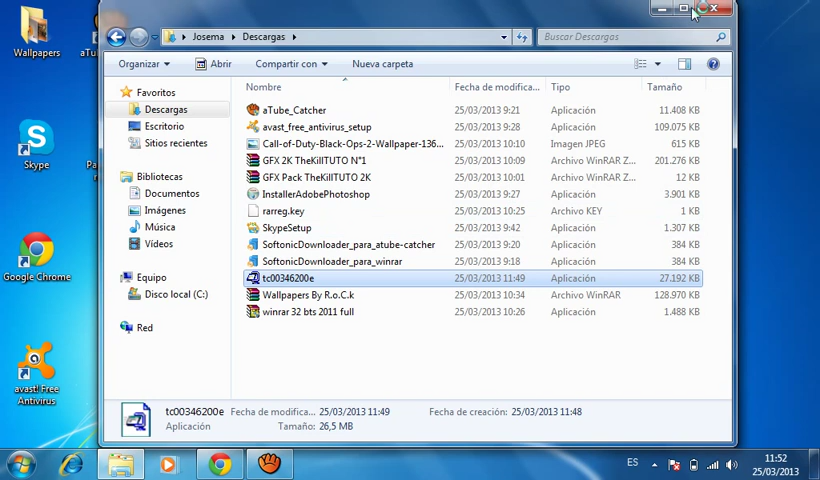 Wallpapers
aTu
Skype
Pa
Google Chrome
avast! Free
Antivirus
Josema
Descargas
Buscar Descargas
Organizar
Abrir
Compartir con
Nueva carpeta
Favoritos
Descargas
Escritorio
Sitios recientes
Bibliotecas
Documentos
Imágenes
Música
Vídeos
Equipo
Disco local (C:)
Red
Nombre Fecha de modifica... Tipo Tamaño
aTube_Catcher 25/03/2013 9:21 Aplicación 11.408 KB
avast_free_antivirus_setup 25/03/2013 9:28 Aplicación 109.075 KB
Call-of-Duty-Black-Ops-2-Wallpaper-136... 25/03/2013 10:34 Imagen JPEG 615 KB
GFX 2K TheKillTUTO N°1 25/03/2013 10:09 Archivo WinRAR Z... 201.276 KB
GFX Pack TheKillTUTO 2K 25/03/2013 10:09 Archivo WinRAR Z... 12 KB
InstallerAdobePhotoshop 25/03/2013 9:27 Aplicación 3.901 KB
rarreg.key 25/03/2013 10:25 Archivo KEY 1 KB
SkypeSetup 25/03/2013 9:42 Aplicación 1.307 KB
SoftonicDownloader_para_atube-catcher 25/03/2013 9:20 Aplicación 384 KB
SoftonicDownloader_para_winrar 25/03/2013 9:18 Aplicación 384 KB
tc00346200e 25/03/2013 11:49 Aplicación 27.192 KB
Wallpapers By R.o.C.k 25/03/2013 10:34 Archivo WinRAR 128.970 KB
winrar 32 bts 2011 full 25/03/2013 10:26 Aplicación 1.488 KB
tc00346200e Fecha de modifica... 25/03/2013 11:49 Fecha de creación: 25/03/2013 11:48
Aplicación Tamaño: 26,5 MB
ES
11:52
25/03/2013